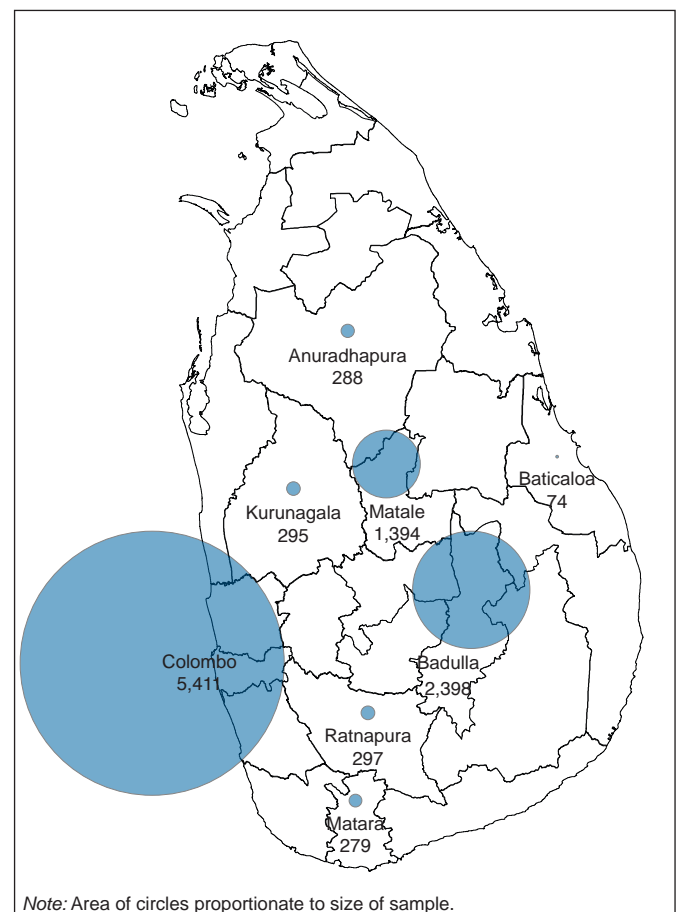 Anuradhapura
288
Baticaloa
74
Kurunagala
295
Matale
1,394
Colombo
5,411
Badulla
2,398
Ratnapura
297
Matara
279
Note: Area of circles proportionate to size of sample.